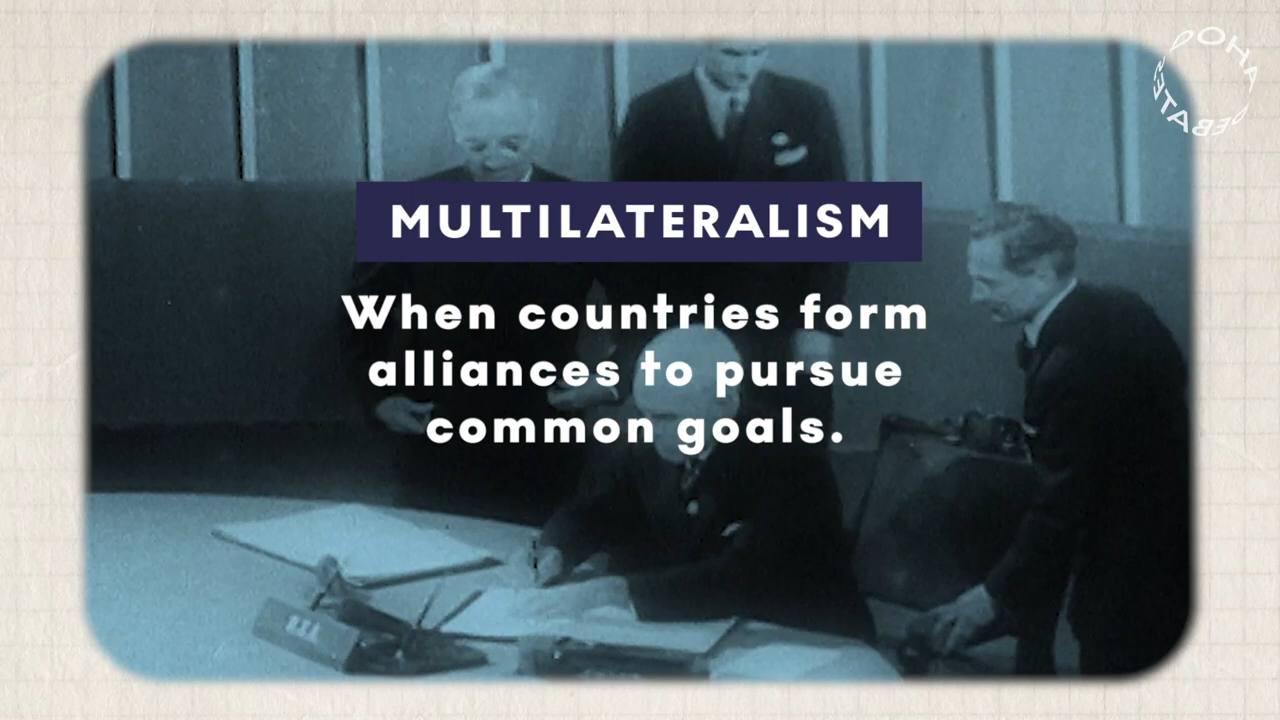 DOHA DEBATES
MULTILATERALISM
When countries form
alliances to pursue
common goals.